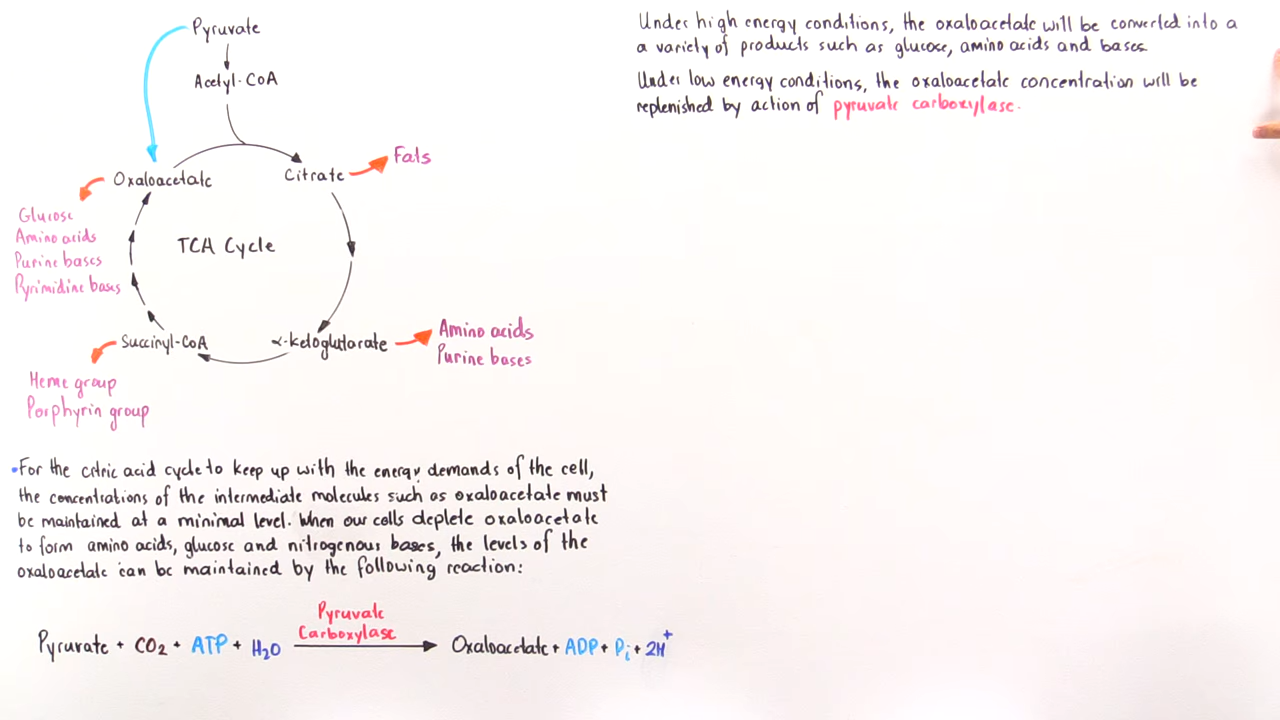 Pyruvate
Acetyl-CoA
Oxaloacetate
Citrate
Fats
Glucose
Amino acids
Purine bases
Pyrimidine bases
TCA Cycle
Succinyl-CoA
α-ketoglutarate
Amino acids
Purine bases
Heme group
Porphyrin group
•For the citric acid cycle to keep up with the energy demands of the cell,
the concentrations of the intermediate molecules such as oxaloacetate must
be maintained at a minimal level. When our cells deplete oxaloacetate
to form amino acids, glucose and nitrogenous bases, the levels of the
oxaloacetate can be maintained by the following reaction:
Pyruvate
Carboxylase
Pyruvate + CO2 + ATP + H2O → Oxaloacetate + ADP + Pi + 2H+
Under high energy conditions, the oxaloacetate will be converted into a
a variety of products such as glucose, amino acids and bases
Under low energy conditions, the oxaloacetate concentration will be
replenished by action of pyruvate carboxylase.